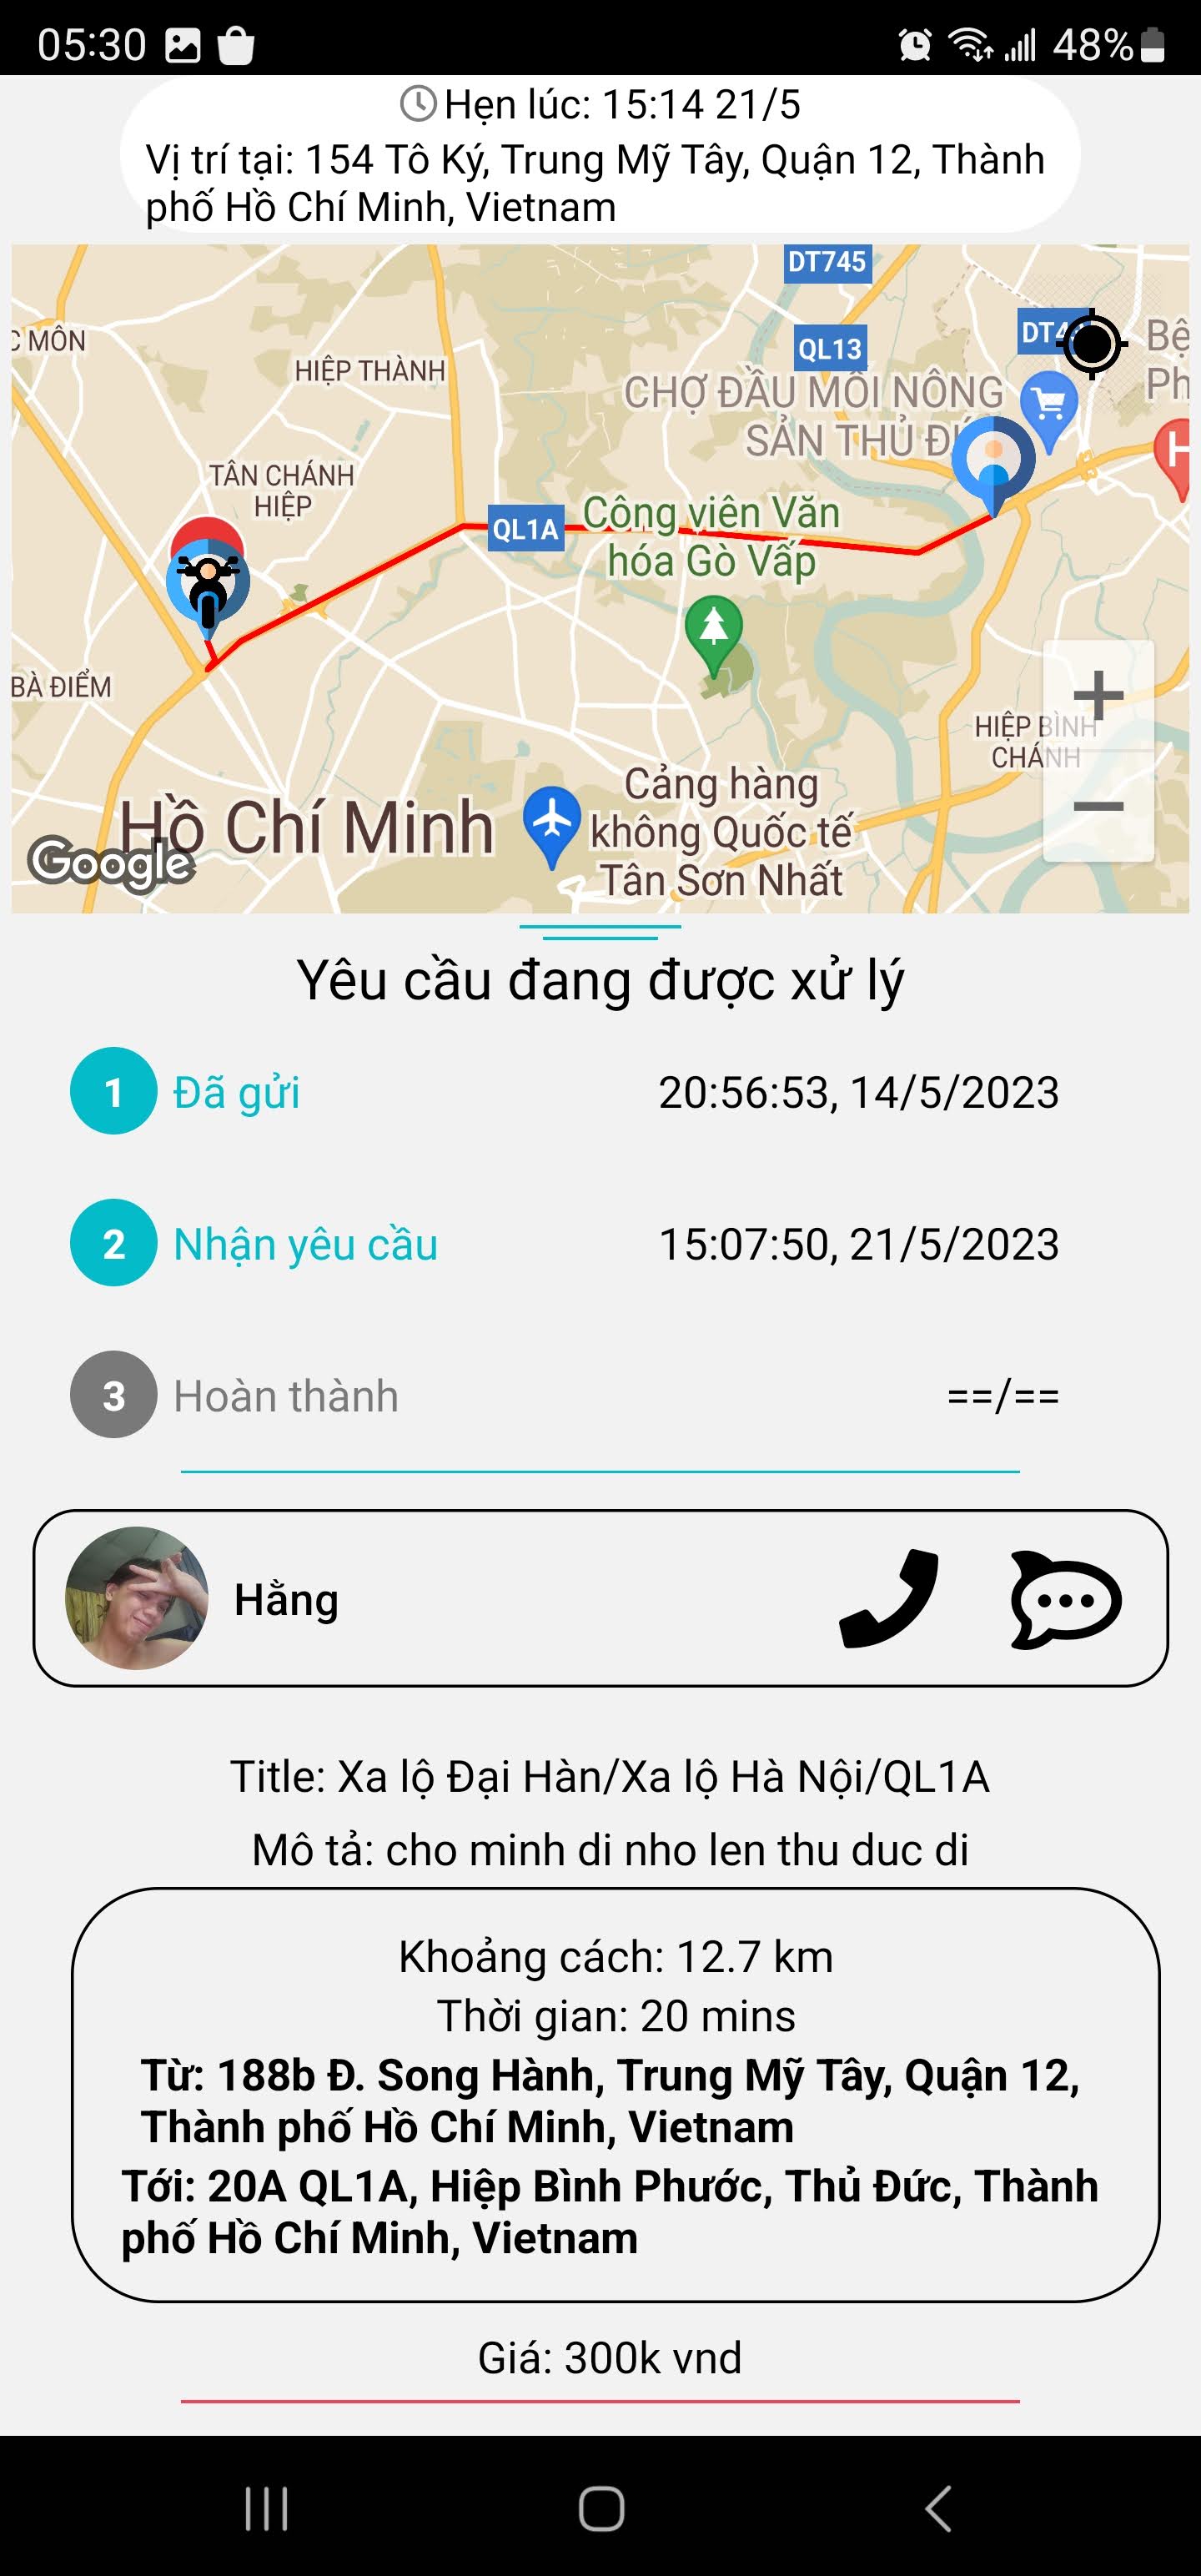 05:30
48%
Hẹn lúc: 15:14 21/5
Vị trí tại: 154 Tô Ký, Trung Mỹ Tây, Quận 12, Thành
phố Hồ Chí Minh, Vietnam
DT745
C MÔN
QL13
DT4
Bệ
Ph
HIỆP THÀNH
CHỢ ĐẦU MỐI NÔNG
SẢN THỦ Đ
H
TÂN CHÁNH
HIỆP
QL1A
Công viên Văn
hóa Gò Vấp
BÀ ĐIỂM
+
HIỆP BÌNH
CHÁNH
−
Hồ Chí Minh
Cảng hàng
không Quốc tế
Tân Sơn Nhất
Google
Yêu cầu đang được xử lý
1 Đã gửi 20:56:53, 14/5/2023
2 Nhận yêu cầu 15:07:50, 21/5/2023
3 Hoàn thành ==/==
Hằng
Title: Xa lộ Đại Hàn/Xa lộ Hà Nội/QL1A
Mô tả: cho minh di nho len thu duc di
Khoảng cách: 12.7 km
Thời gian: 20 mins
Từ: 188b Đ. Song Hành, Trung Mỹ Tây, Quận 12,
Thành phố Hồ Chí Minh, Vietnam
Tới: 20A QL1A, Hiệp Bình Phước, Thủ Đức, Thành
phố Hồ Chí Minh, Vietnam
Giá: 300k vnd